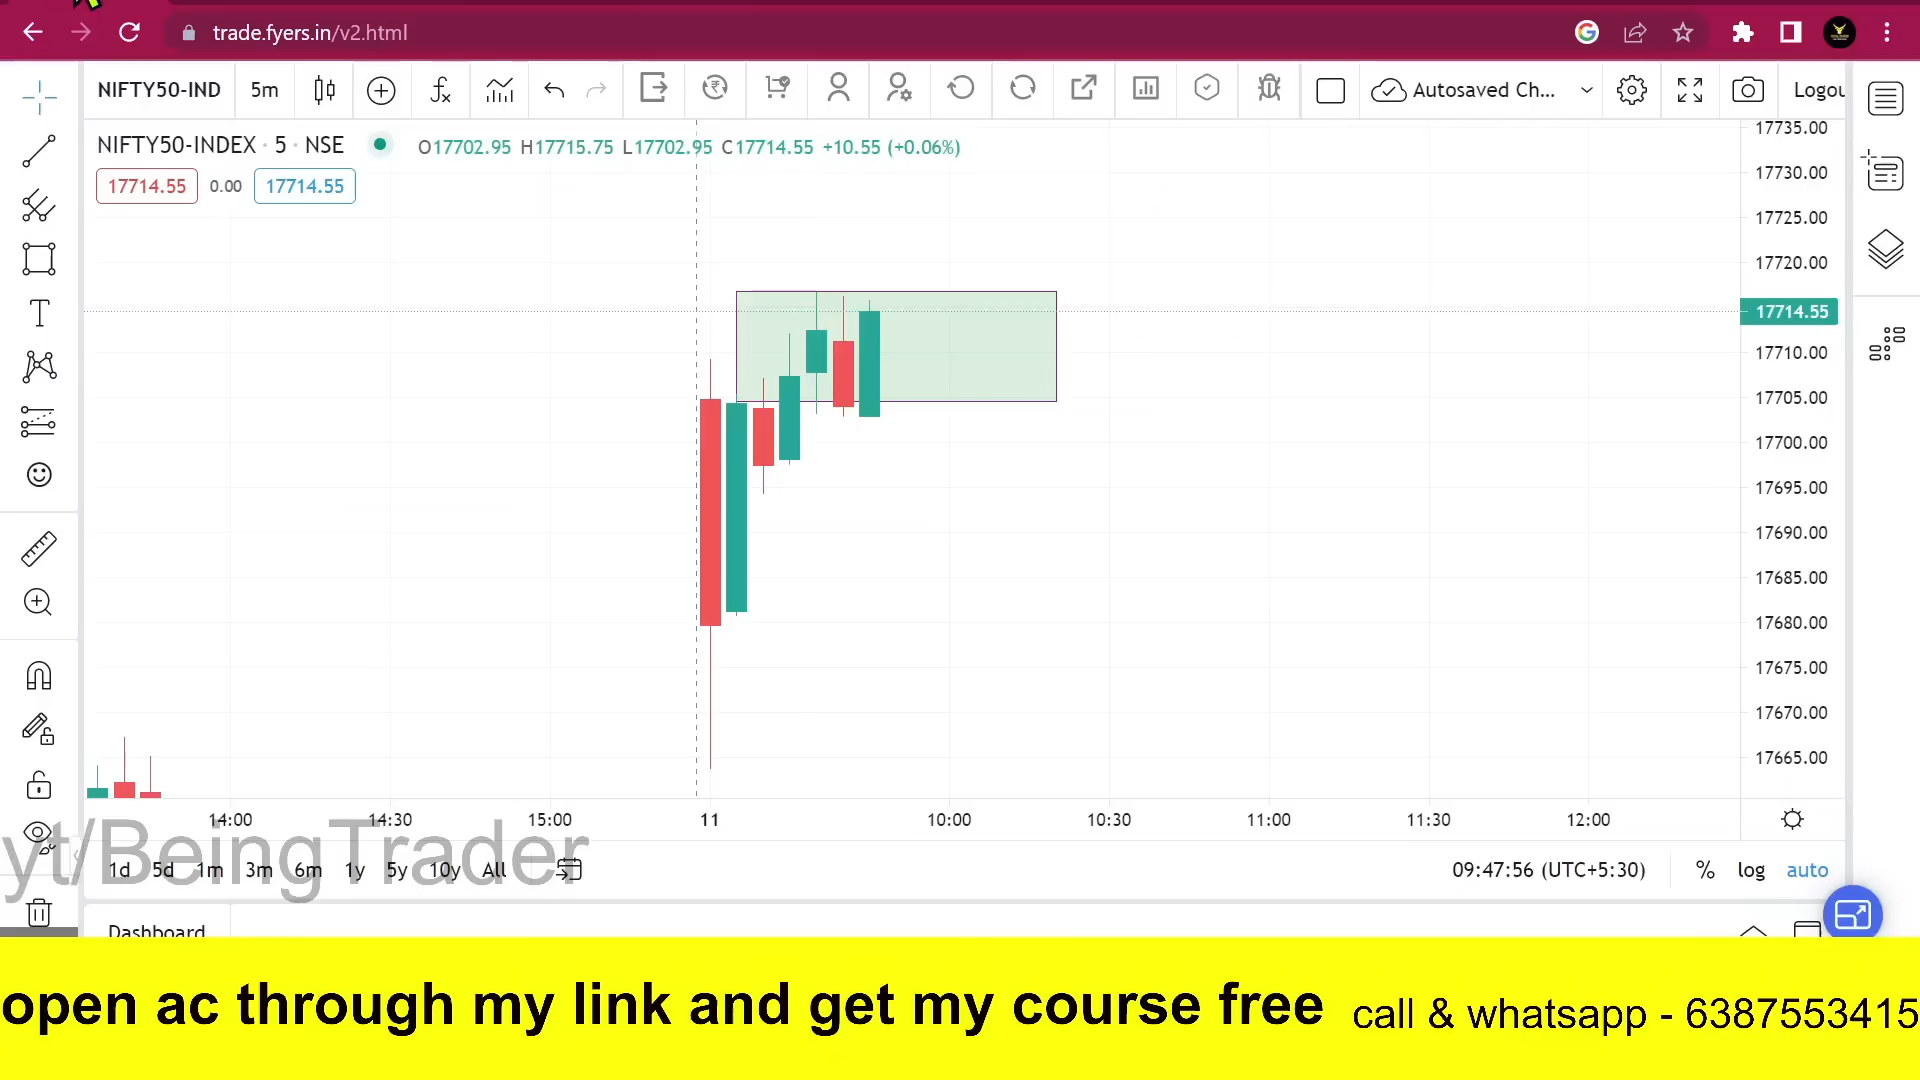 trade.fyers.in/v2.html
NIFTY50-IND 5m Autosaved Ch... Logou
NIFTY50-INDEX · 5 · NSE O17702.95 H17715.75 L17702.95 C17714.55 +10.55 (+0.06%)
17714.55 0.00 17714.55
17735.00
17730.00
17725.00
17720.00
17714.55
17710.00
17705.00
17700.00
17695.00
17690.00
17685.00
17680.00
17675.00
17670.00
17665.00
14:00 14:30 15:00 11 10:00 10:30 11:00 11:30 12:00
yt/BeingTrader
1d 5d 1m 3m 6m 1y 5y 10y All 09:47:56 (UTC+5:30) % log auto
Dashboard
open ac through my link and get my course free call & whatsapp - 6387553415